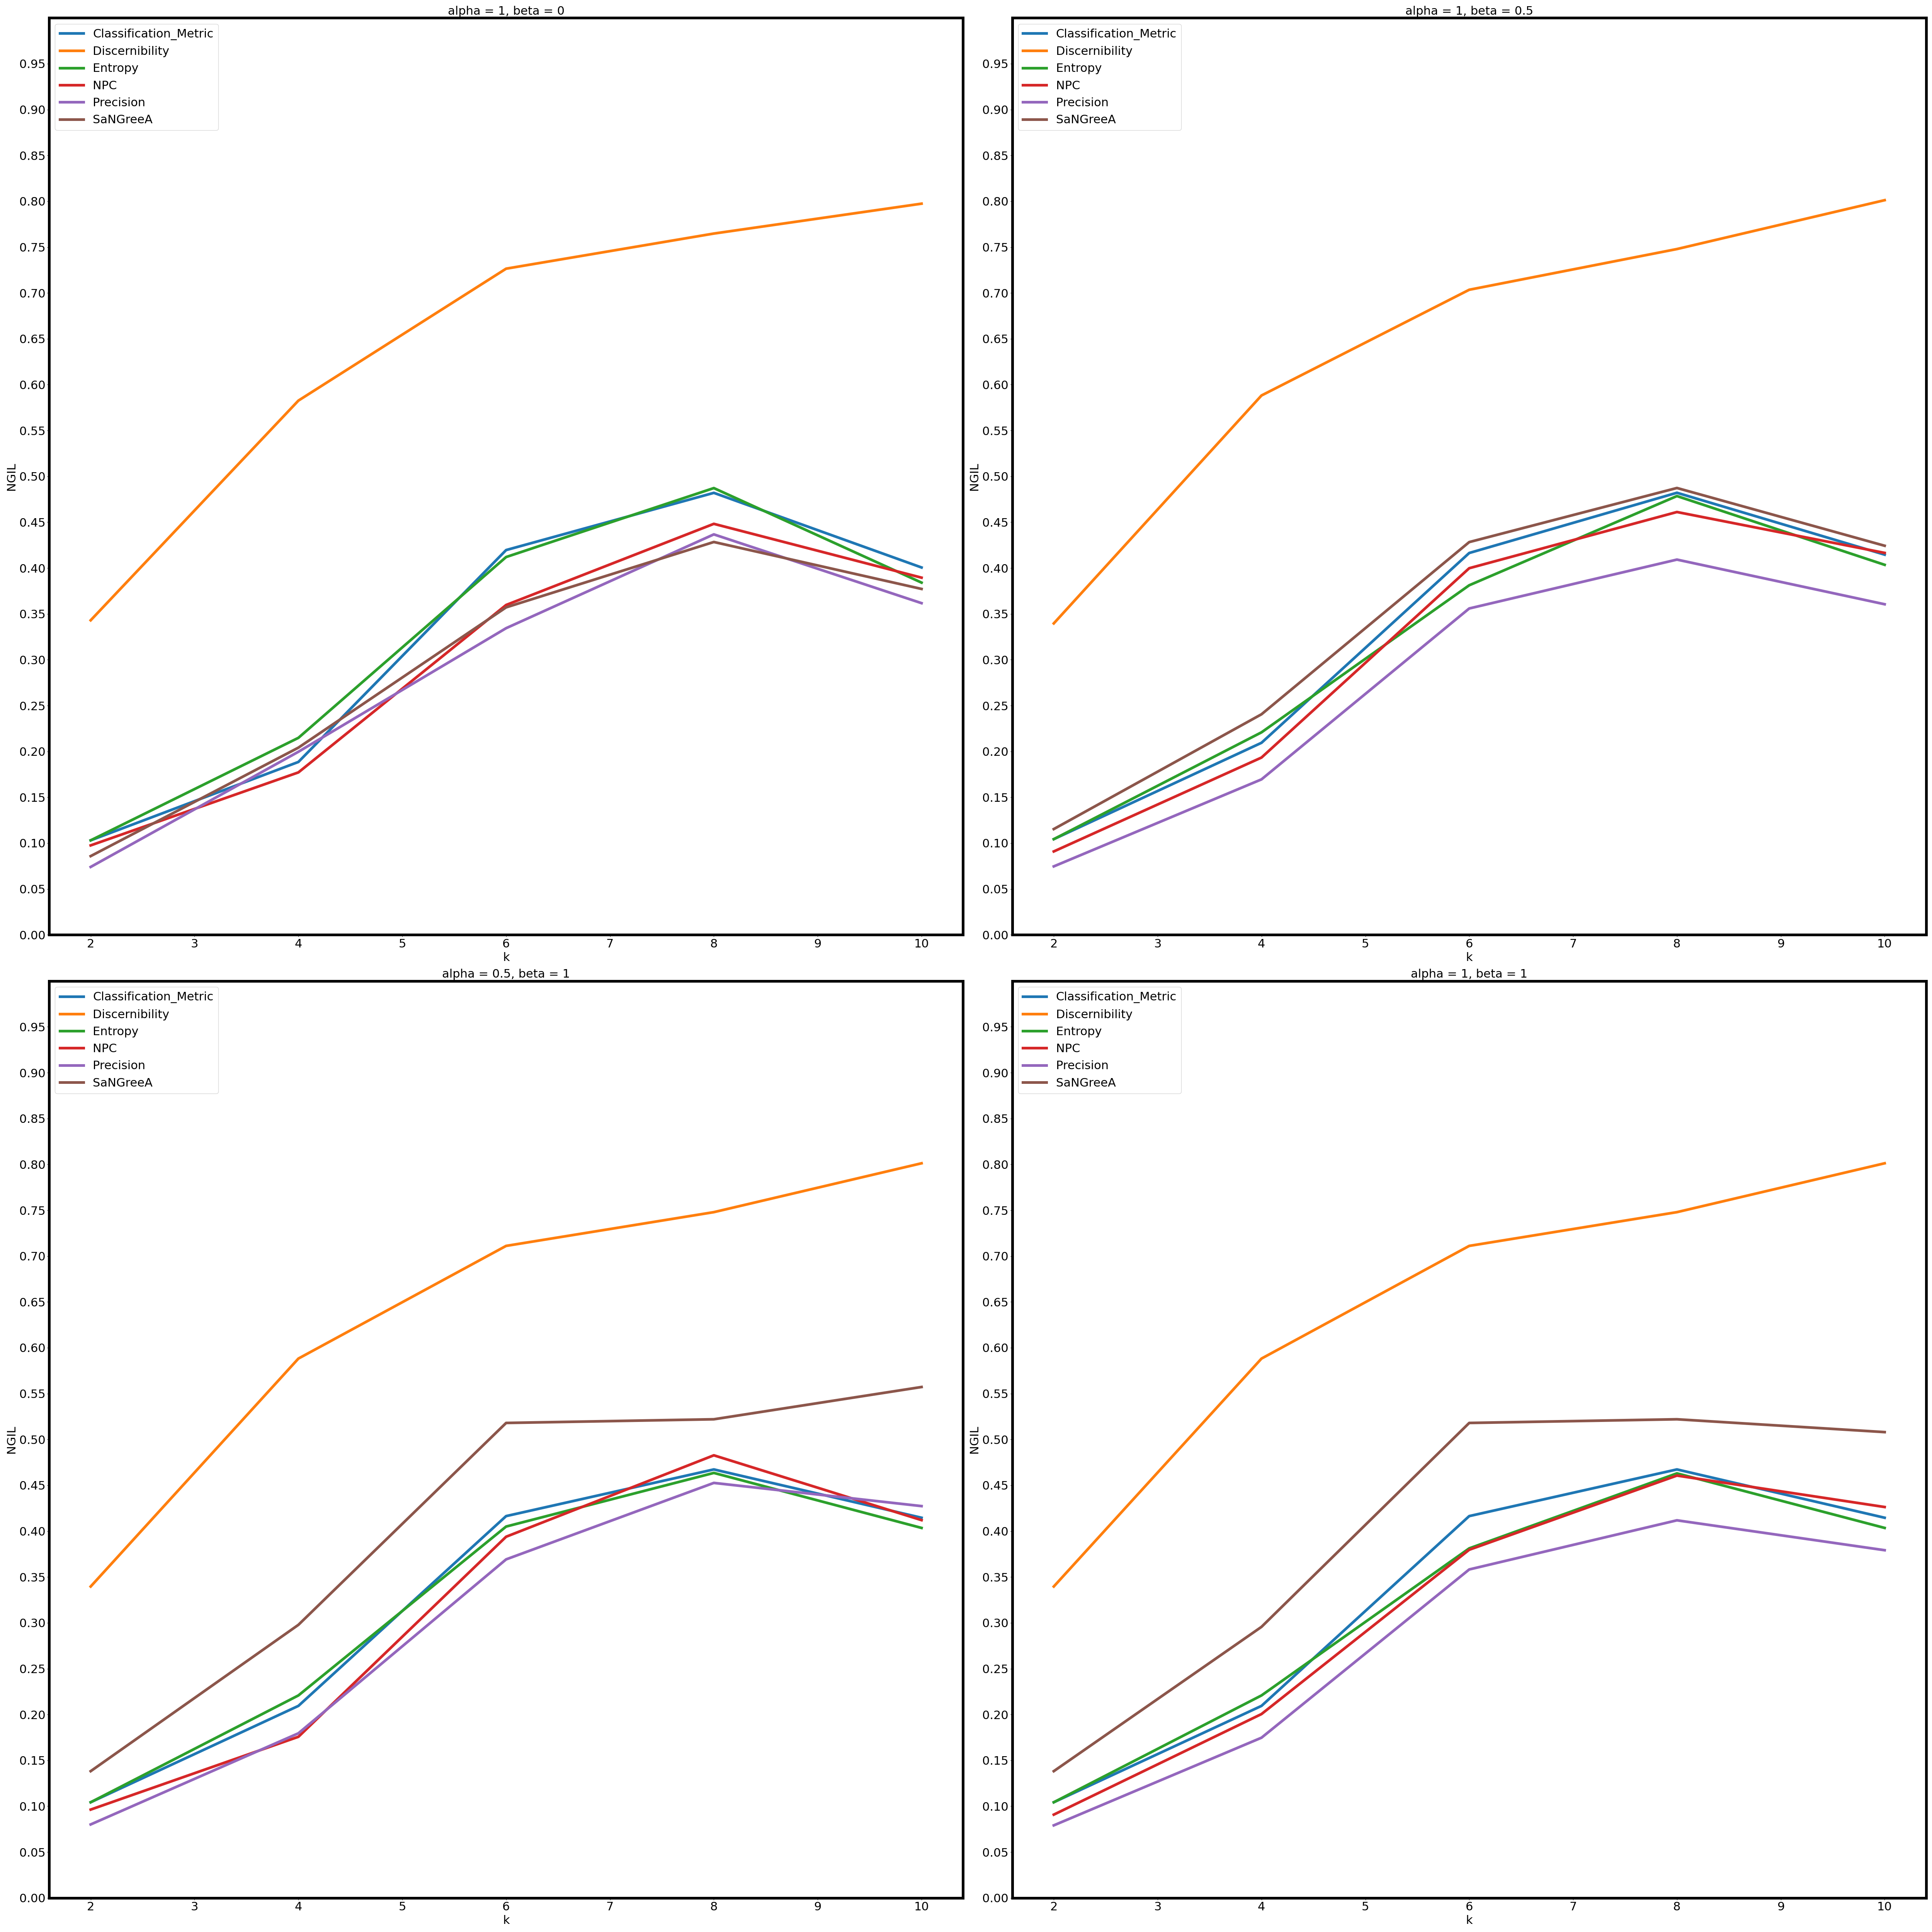 alpha = 1, beta = 0
Classification_Metric
Discernibility
Entropy
NPC
Precision
SaNGreeA
0.95
0.90
0.85
0.80
0.75
0.70
0.65
0.60
0.55
0.50
0.45
0.40
0.35
0.30
0.25
0.20
0.15
0.10
0.05
0.00
NGIL
2 3 4 5 6 7 8 9 10
k
alpha = 1, beta = 0.5
Classification_Metric
Discernibility
Entropy
NPC
Precision
SaNGreeA
0.95
0.90
0.85
0.80
0.75
0.70
0.65
0.60
0.55
0.50
0.45
0.40
0.35
0.30
0.25
0.20
0.15
0.10
0.05
0.00
NGIL
2 3 4 5 6 7 8 9 10
k
alpha = 0.5, beta = 1
Classification_Metric
Discernibility
Entropy
NPC
Precision
SaNGreeA
0.95
0.90
0.85
0.80
0.75
0.70
0.65
0.60
0.55
0.50
0.45
0.40
0.35
0.30
0.25
0.20
0.15
0.10
0.05
0.00
NGIL
2 3 4 5 6 7 8 9 10
k
alpha = 1, beta = 1
Classification_Metric
Discernibility
Entropy
NPC
Precision
SaNGreeA
0.95
0.90
0.85
0.80
0.75
0.70
0.65
0.60
0.55
0.50
0.45
0.40
0.35
0.30
0.25
0.20
0.15
0.10
0.05
0.00
NGIL
2 3 4 5 6 7 8 9 10
k